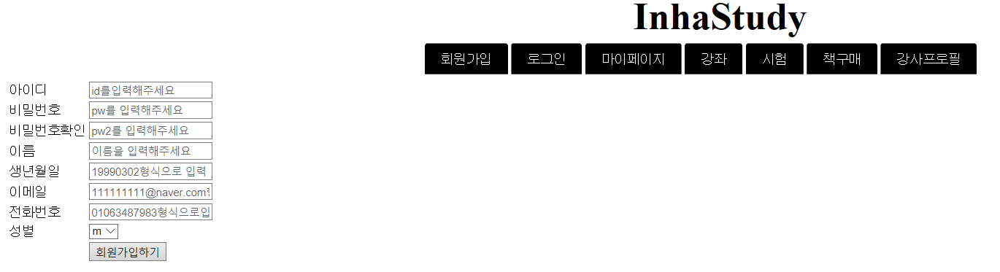 InhaStudy
회원가입 로그인 마이페이지 강좌 시험 책구매 강사프로필
아이디 id를입력해주세요
비밀번호 pw를 입력해주세요
비밀번호확인 pw2를 입력해주세요
이름 이름을 입력해주세요
생년월일 19990302형식으로 입력
이메일 111111111@naver.com
전화번호 01063487983형식으로입
성별 m
회원가입하기